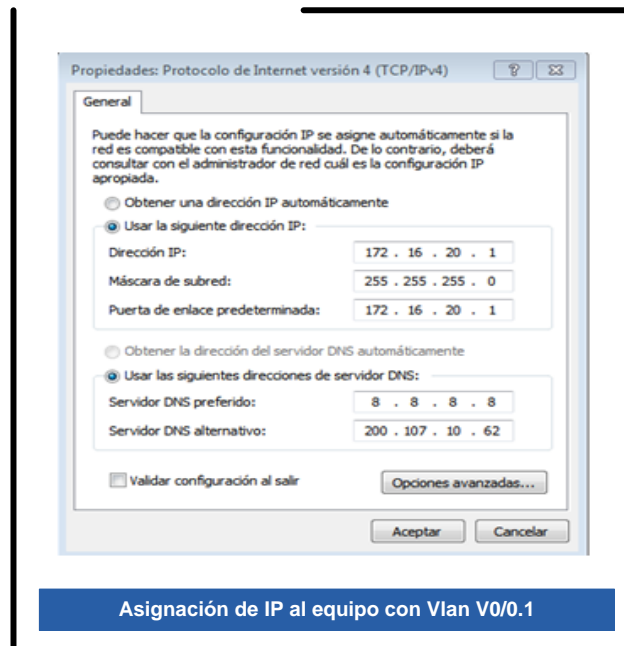 Propiedades: Protocolo de Internet versión 4 (TCP/IPv4)
General
Puede hacer que la configuración IP se asigne automáticamente si la
red es compatible con esta funcionalidad. De lo contrario, deberá
consultar con el administrador de red cuál es la configuración IP
apropiada.
Obtener una dirección IP automáticamente
Usar la siguiente dirección IP:
Dirección IP: 172 . 16 . 20 . 1
Máscara de subred: 255 . 255 . 255 . 0
Puerta de enlace predeterminada: 172 . 16 . 20 . 1
Obtener la dirección del servidor DNS automáticamente
Usar las siguientes direcciones de servidor DNS:
Servidor DNS preferido: 8 . 8 . 8 . 8
Servidor DNS alternativo: 200 . 107 . 10 . 62
Validar configuración al salir
Opciones avanzadas...
Aceptar Cancelar
Asignación de IP al equipo con Vlan V0/0.1